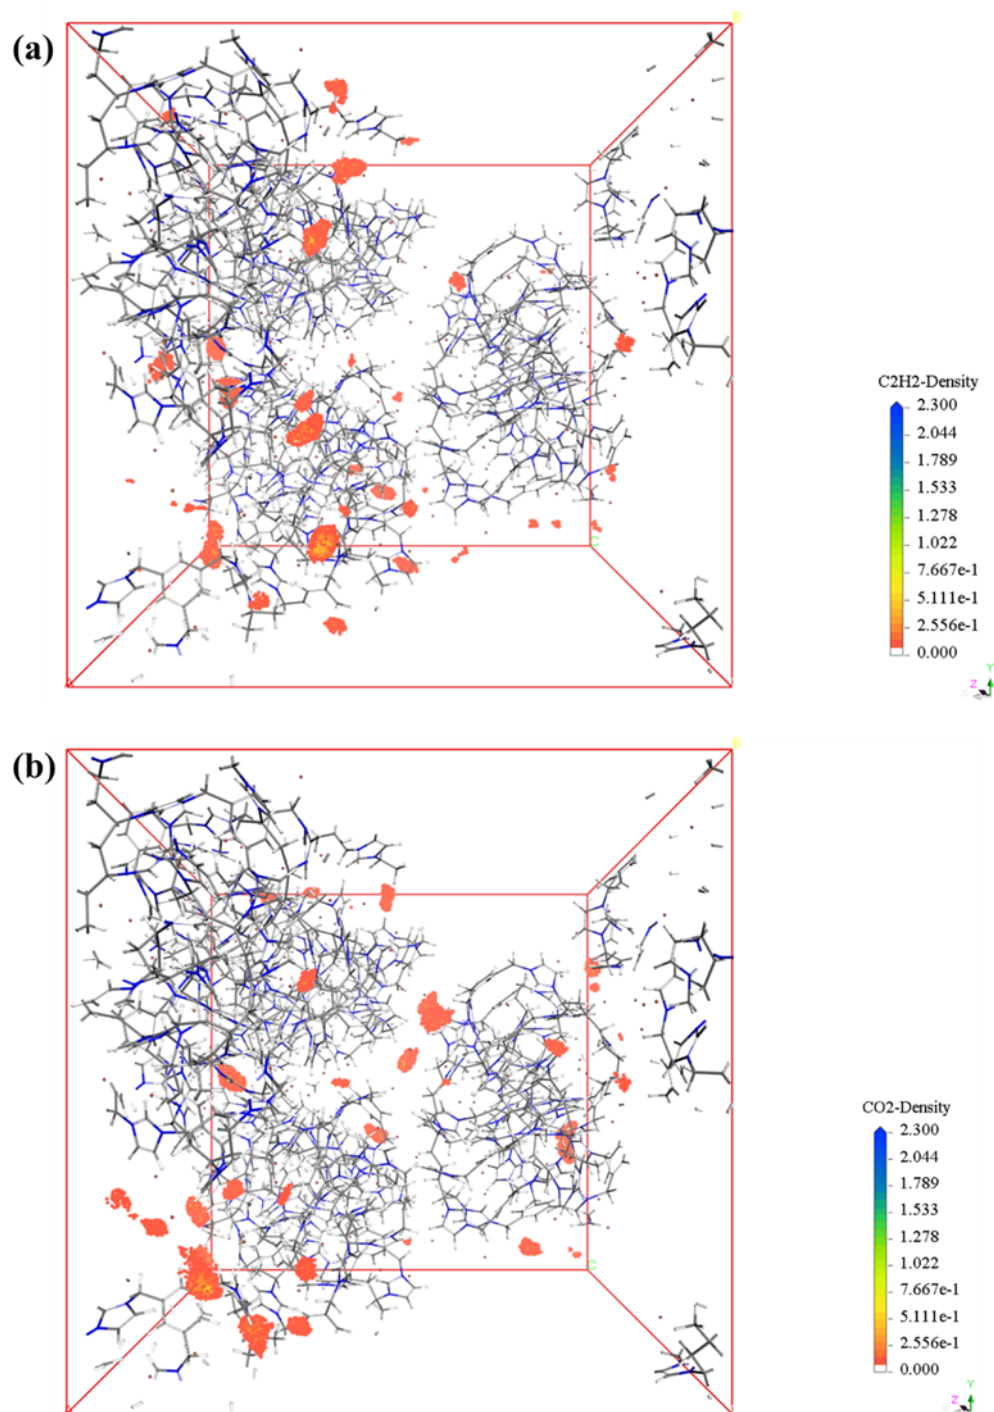 (a)
B
C2H2-Density
2.300
2.044
1.789
1.533
1.278
1.022
7.667e-1
5.111e-1
2.556e-1
0.000
C
Y
Z
(b)
B
CO2-Density
2.300
2.044
1.789
1.533
1.278
1.022
7.667e-1
5.111e-1
2.556e-1
0.000
C
Y
Z